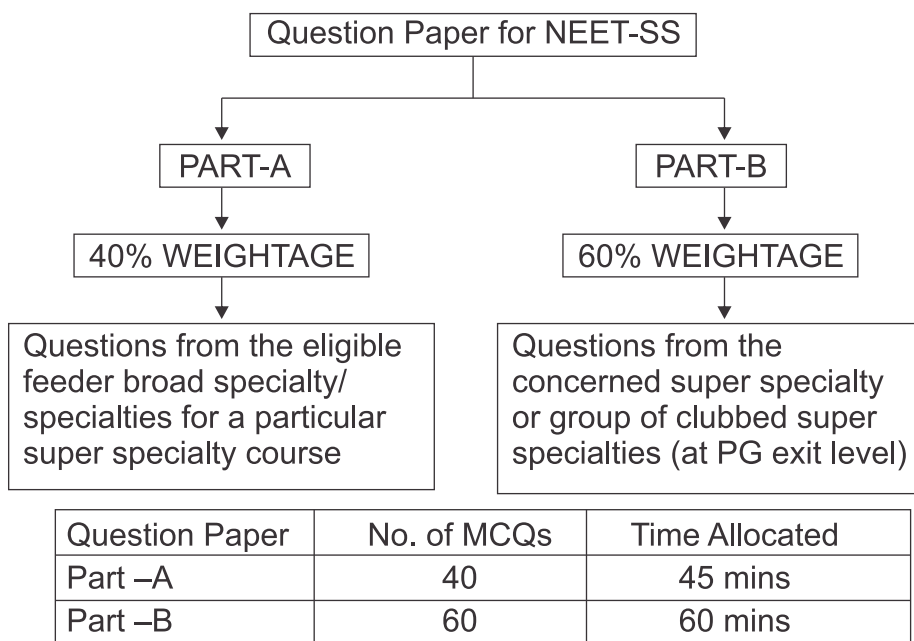 Question Paper for NEET-SS
PART-A
PART-B
40% WEIGHTAGE
60% WEIGHTAGE
Questions from the eligible
feeder broad specialty/
specialties for a particular
super specialty course
Questions from the
concerned super specialty
or group of clubbed super
specialties (at PG exit level)
Question Paper No. of MCQs Time Allocated
Part –A 40 45 mins
Part –B 60 60 mins